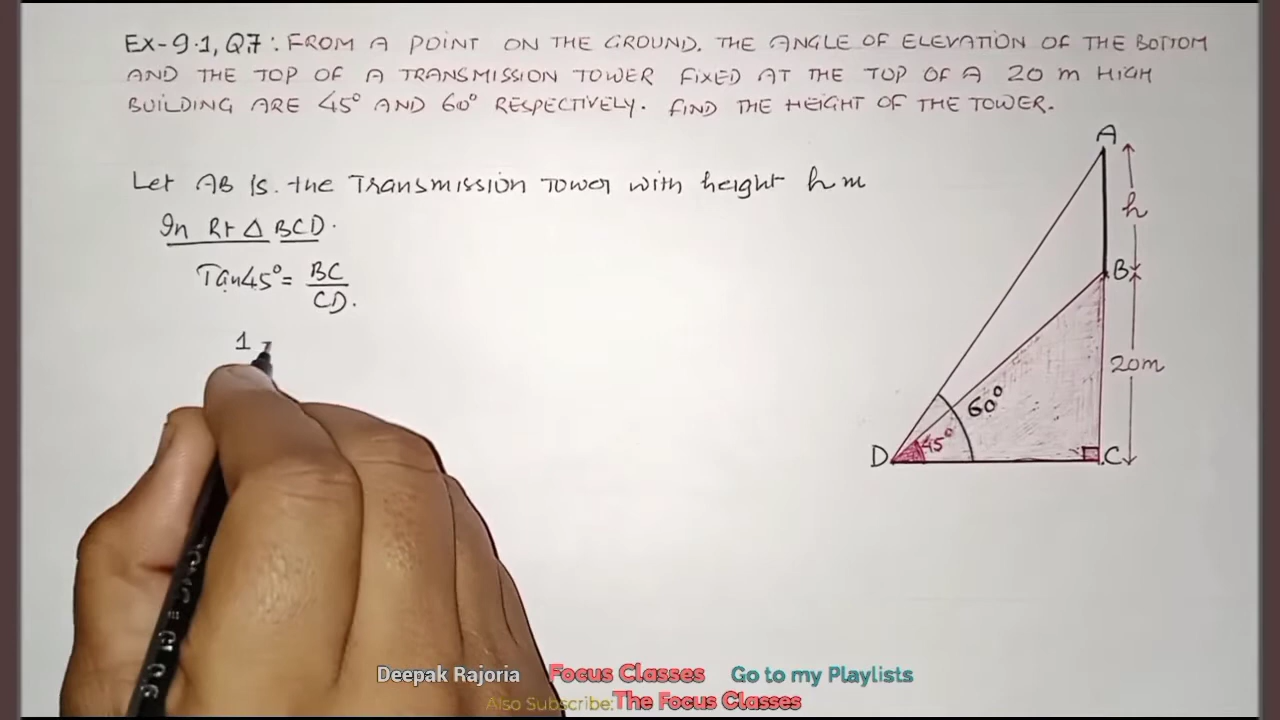 EX-9.1, Q7: FROM A POINT ON THE GROUND. THE ANGLE OF ELEVATION OF THE BOTTOM
AND THE TOP OF A TRANSMISSION TOWER FIXED AT THE TOP OF A 20 m HIGH
BUILDING ARE 45° AND 60° RESPECTIVELY. FIND THE HEIGHT OF THE TOWER.
Let AB Is. the Transmission Tower with height h m
In Rt △ BCD.
Tan45° = BC
CD.
1 =
A
h
B
20m
60°
45°
D
C
Deepak Rajoria Focus Classes Go to my Playlists
Also Subscribe: The Focus Classes